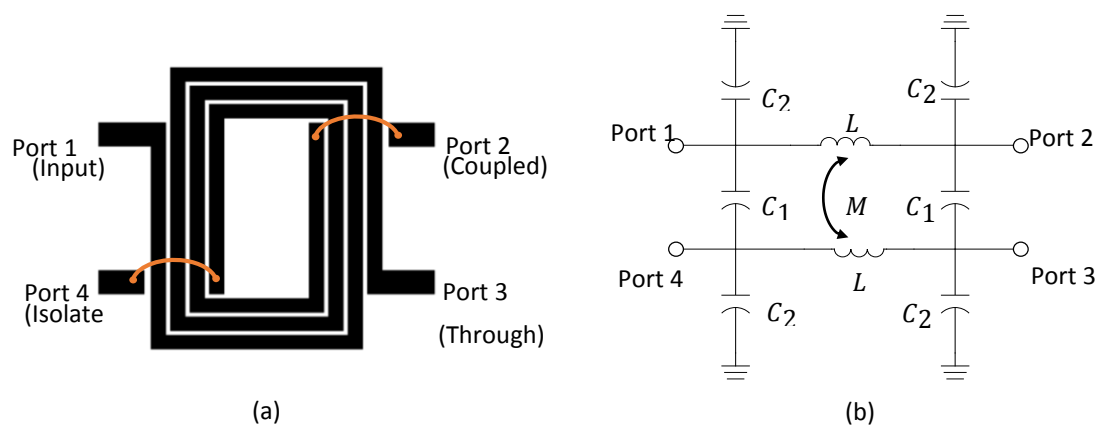 Port 1
(Input)
Port 2
(Coupled)
Port 4
(Isolate
Port 3
(Through)
(a)
C2
C2
Port 1
L
Port 2
C1
M
C1
Port 4
L
Port 3
C2
C2
(b)